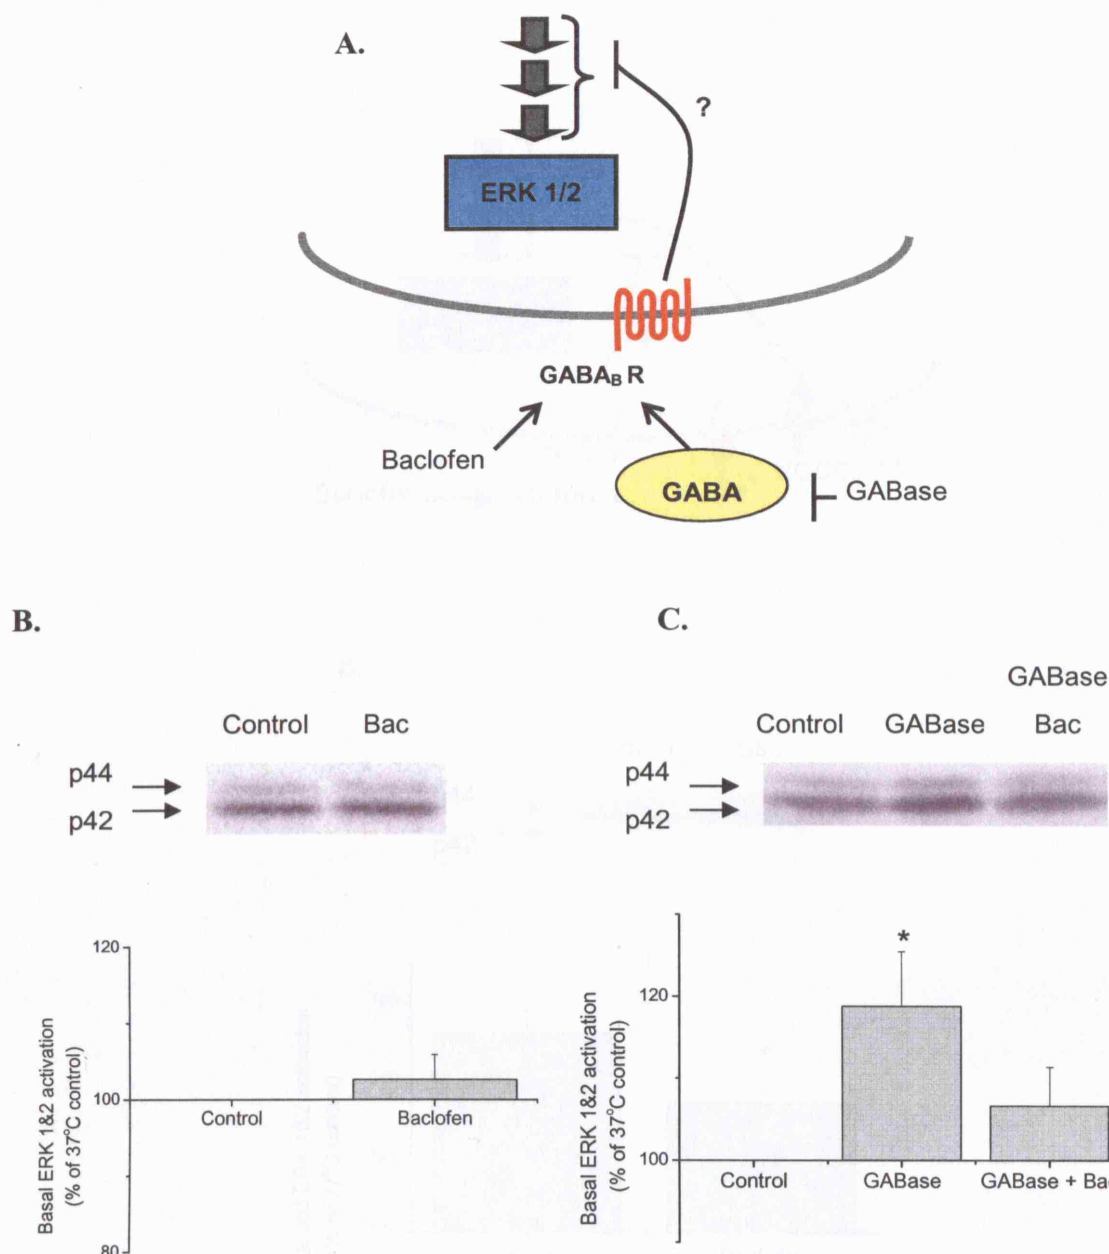 A.
?
ERK 1/2
GABAB R
Baclofen
GABA
GABase
B.
Control Bac
p44
p42
120
100
80
Basal ERK 1&2 activation
(% of 37°C control)
Control Baclofen
C.
GABase
Control GABase Bac
p44
p42
*
120
100
Basal ERK 1&2 activation
(% of 37°C control)
Control GABase GABase + Ba